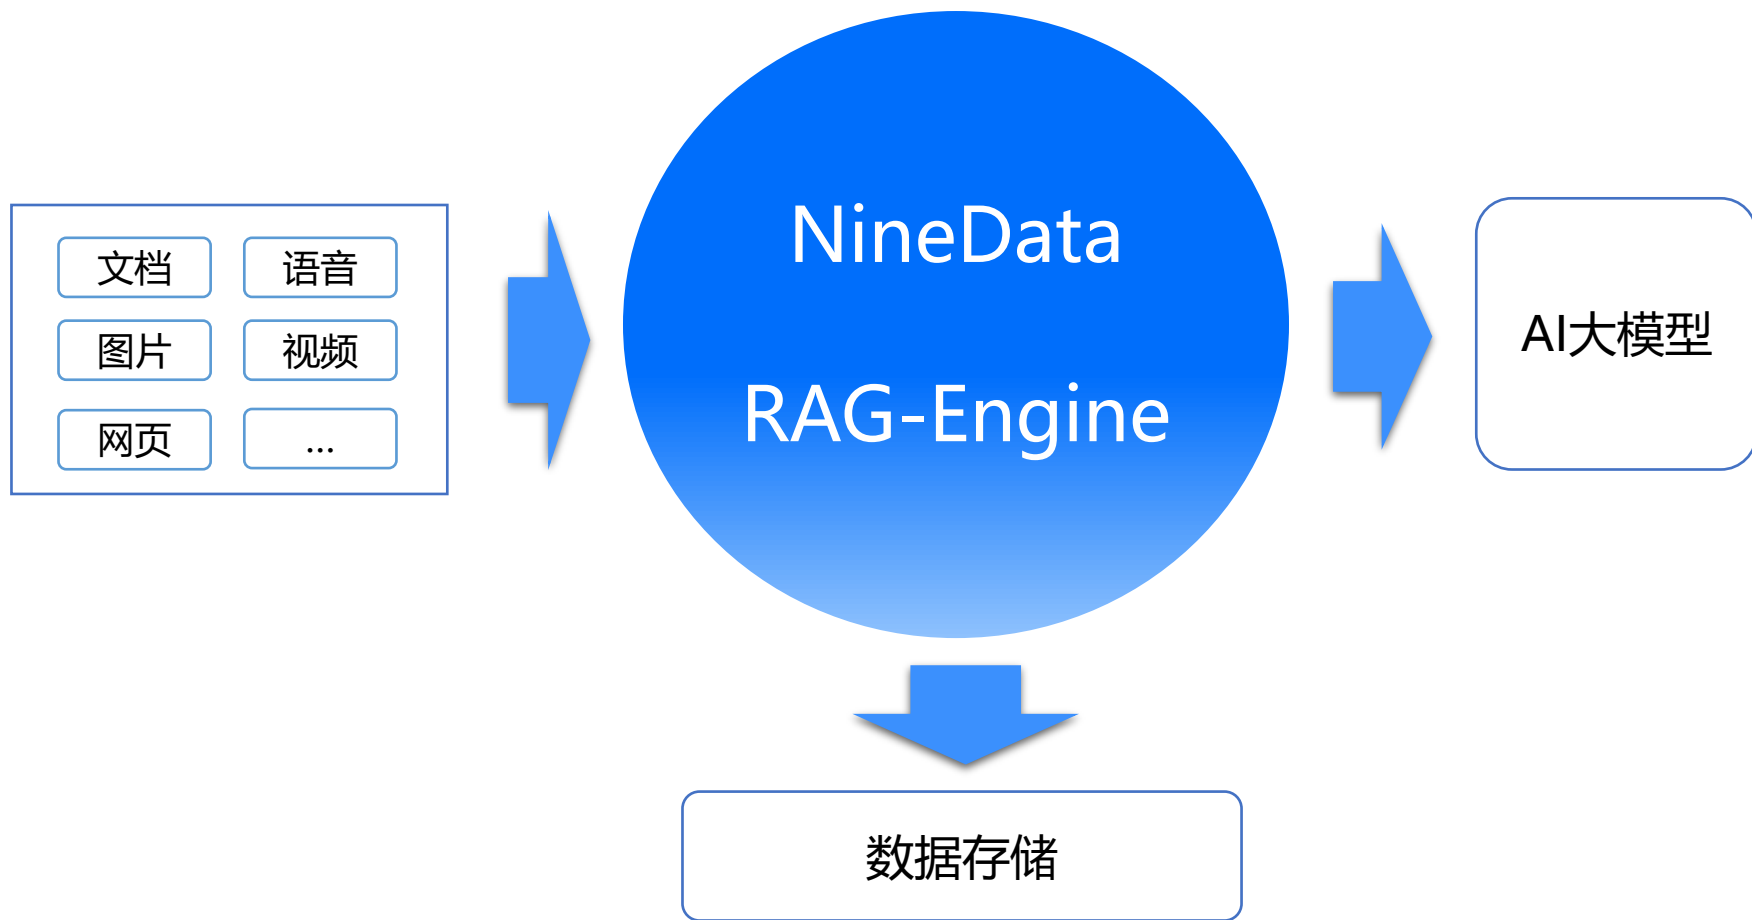 文档
语音
图片
视频
网页
...
NineData
RAG-Engine
AI大模型
数据存储